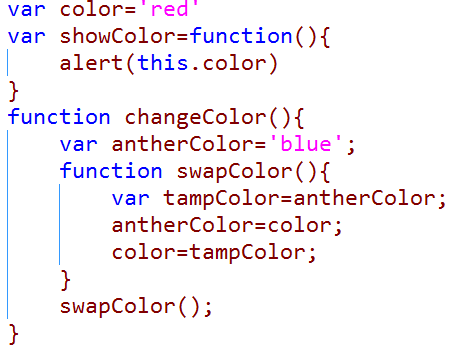 var color='red'
var showColor=function(){
    alert(this.color)
}
function changeColor(){
    var antherColor='blue';
    function swapColor(){
        var tampColor=antherColor;
        antherColor=color;
        color=tampColor;
    }
    swapColor();
}